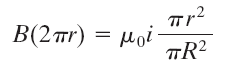 B(2πr) = μ₀i πr²/πR²